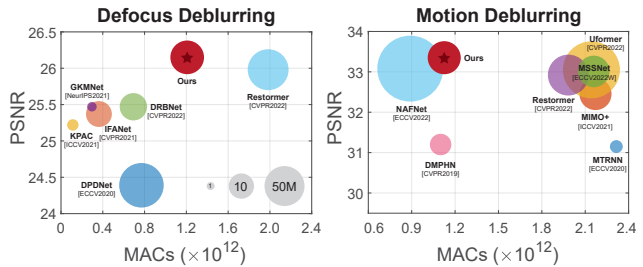 Defocus Deblurring
PSNR
26.5
26
25.5
25
24.5
24
0
0.4
0.8
1.2
1.6
2
2.4
MACs (×10¹²)
GKMNet
[NeurIPS2021]
KPAC
[ICCV2021]
IFANet
[CVPR2021]
DRBNet
[CVPR2022]
Ours
Restormer
[CVPR2022]
DPDNet
[ECCV2020]
1
10
50M
Motion Deblurring
PSNR
34
33
32
31
30
0.6
0.9
1.2
1.5
1.8
2.1
2.4
MACs (×10¹²)
NAFNet
[ECCV2022]
Ours
Uformer
[CVPR2022]
MSSNet
[ECCV2022W]
Restormer
[CVPR2022]
MIMO+
[ICCV2021]
DMPHN
[CVPR2019]
MTRNN
[ECCV2020]